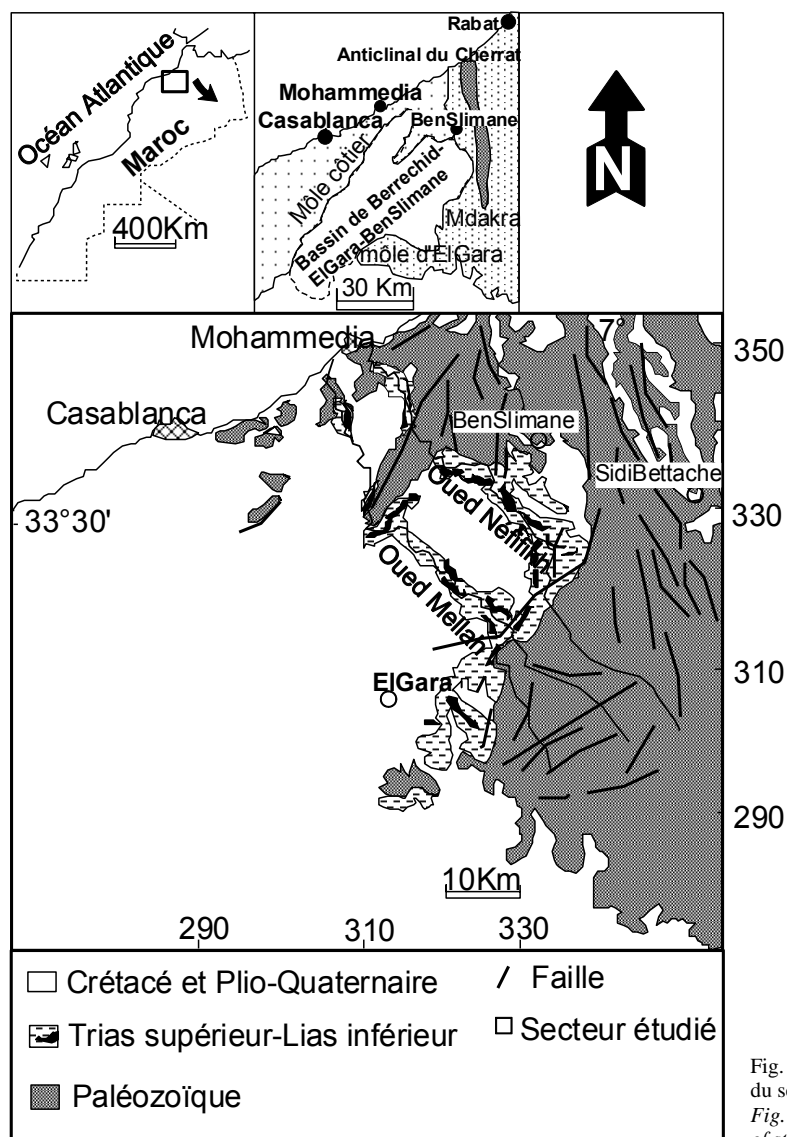 Océan Atlantique
Maroc
400Km
Rabat
Anticlinal du Cherrat
Mohammedia
Casablanca
BenSlimane
Môle côtier
Bassin de Berrechid-
ElGara-BenSlimane
Mdakra
môle d'ElGara
30 Km
N
Mohammedia
7°
350
Casablanca
BenSlimane
SidiBettache
Oued Neffifikh
33°30'
330
Oued Mellah
ElGara
310
290
10Km
290
310
330
Crétacé et Plio-Quaternaire
Faille
Trias supérieur-Lias inférieur
Secteur étudié
Paléozoïque
Fig.
du s
Fig.